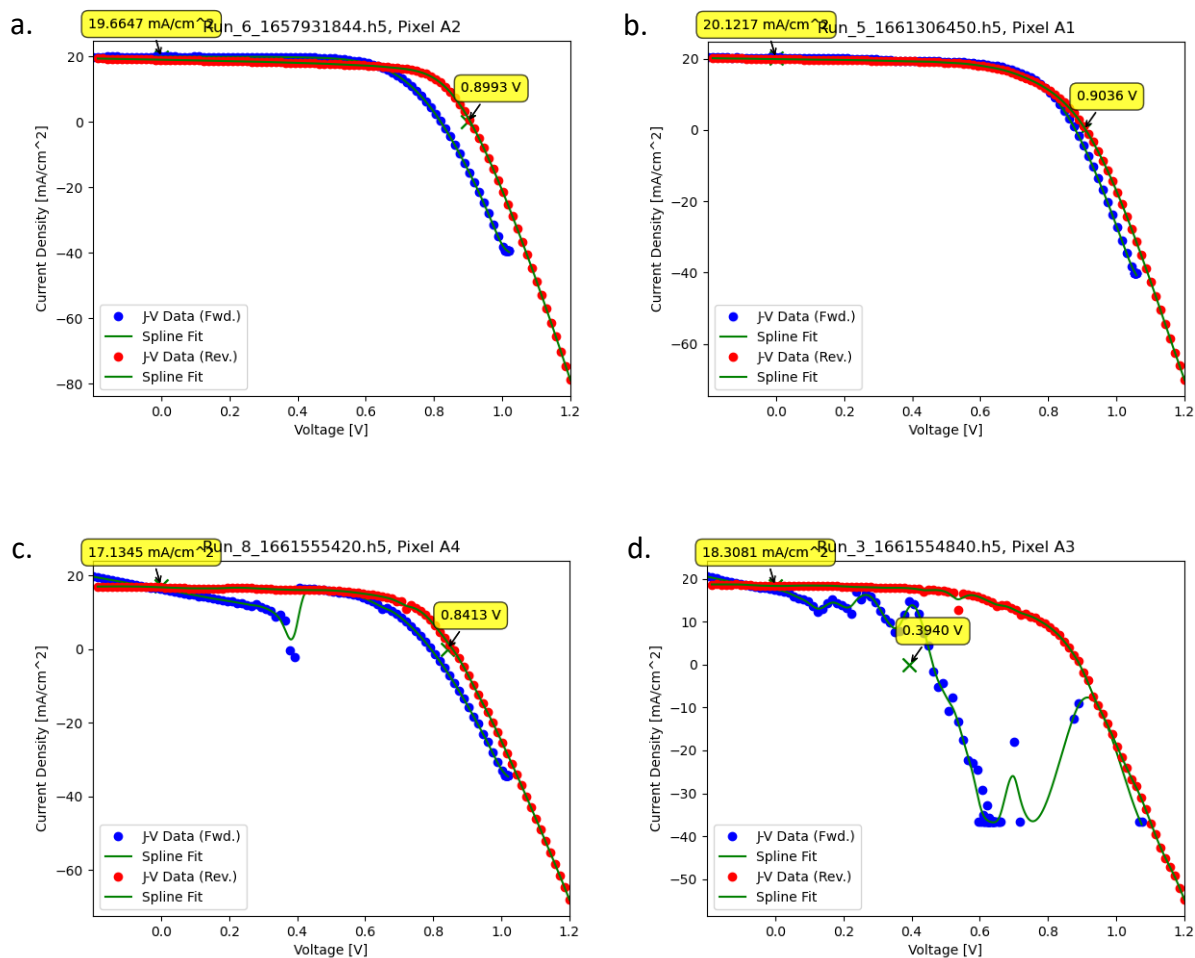 a.
19.6647 mA/cm^2
Run_6_1657931844.h5, Pixel A2
0.8993 V
Current Density [mA/cm^2]
20
0
−20
−40
−60
−80
J-V Data (Fwd.)
Spline Fit
J-V Data (Rev.)
Spline Fit
0.0 0.2 0.4 0.6 0.8 1.0 1.2
Voltage [V]
b.
20.1217 mA/cm^2
Run_5_1661306450.h5, Pixel A1
0.9036 V
Current Density [mA/cm^2]
20
0
−20
−40
−60
J-V Data (Fwd.)
Spline Fit
J-V Data (Rev.)
Spline Fit
0.0 0.2 0.4 0.6 0.8 1.0 1.2
Voltage [V]
c.
17.1345 mA/cm^2
Run_8_1661555420.h5, Pixel A4
0.8413 V
Current Density [mA/cm^2]
20
0
−20
−40
−60
J-V Data (Fwd.)
Spline Fit
J-V Data (Rev.)
Spline Fit
0.0 0.2 0.4 0.6 0.8 1.0 1.2
Voltage [V]
d.
18.3081 mA/cm^2
Run_3_1661554840.h5, Pixel A3
0.3940 V
Current Density [mA/cm^2]
20
10
0
−10
−20
−30
−40
−50
J-V Data (Fwd.)
Spline Fit
J-V Data (Rev.)
Spline Fit
0.0 0.2 0.4 0.6 0.8 1.0 1.2
Voltage [V]